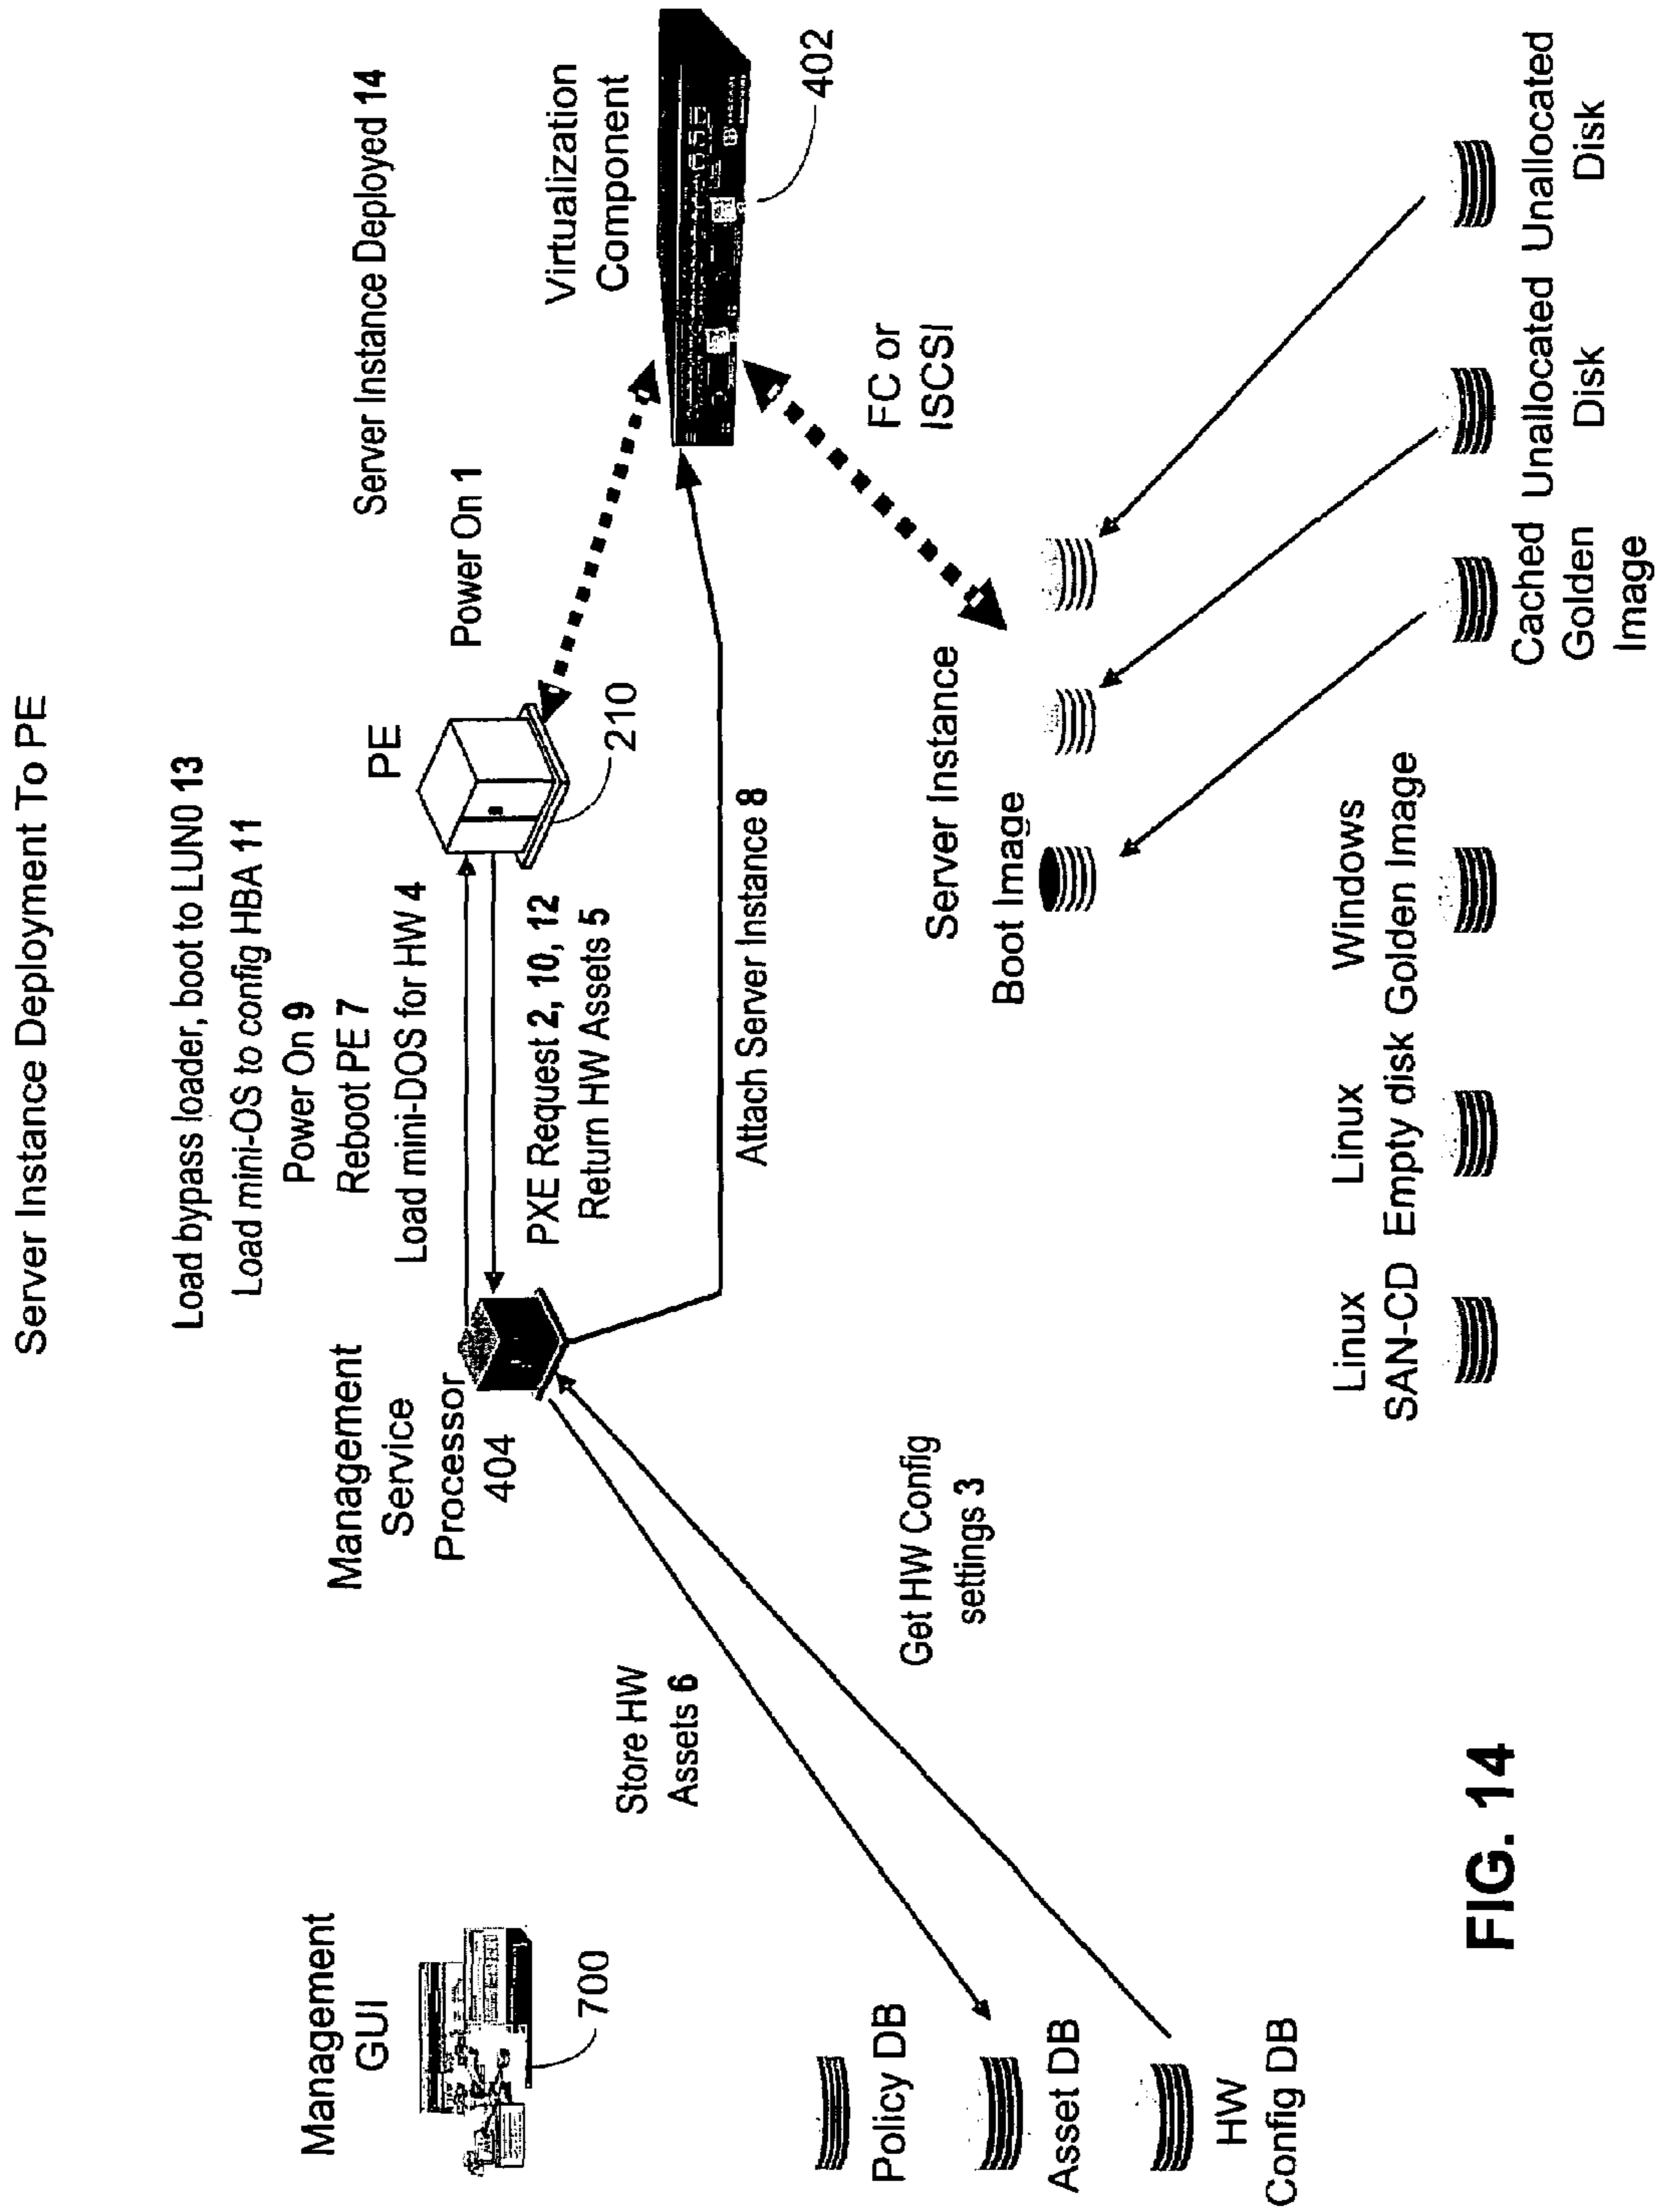 Server Instance Deployment To PE
Load bypass loader, boot to LUN0 13
Load mini-OS to config HBA 11
Power On 9
Reboot PE 7
Load mini-DOS for HW 4
Management
GUI
700
Management
Service
Processor
404
PE
210
Power On 1
Server Instance Deployed 14
Virtualization
Component
402
PXE Request 2, 10, 12
Return HW Assets 5
Attach Server Instance 8
Store HW
Assets 6
Get HW Config
settings 3
FC or
ISCSI
Policy DB
Asset DB
HW
Config DB
Server Instance
Boot Image
Linux
SAN-CD
Linux
Empty disk
Windows
Golden Image
Cached
Golden
Image
Unallocated
Disk
Unallocated
Disk
FIG. 14